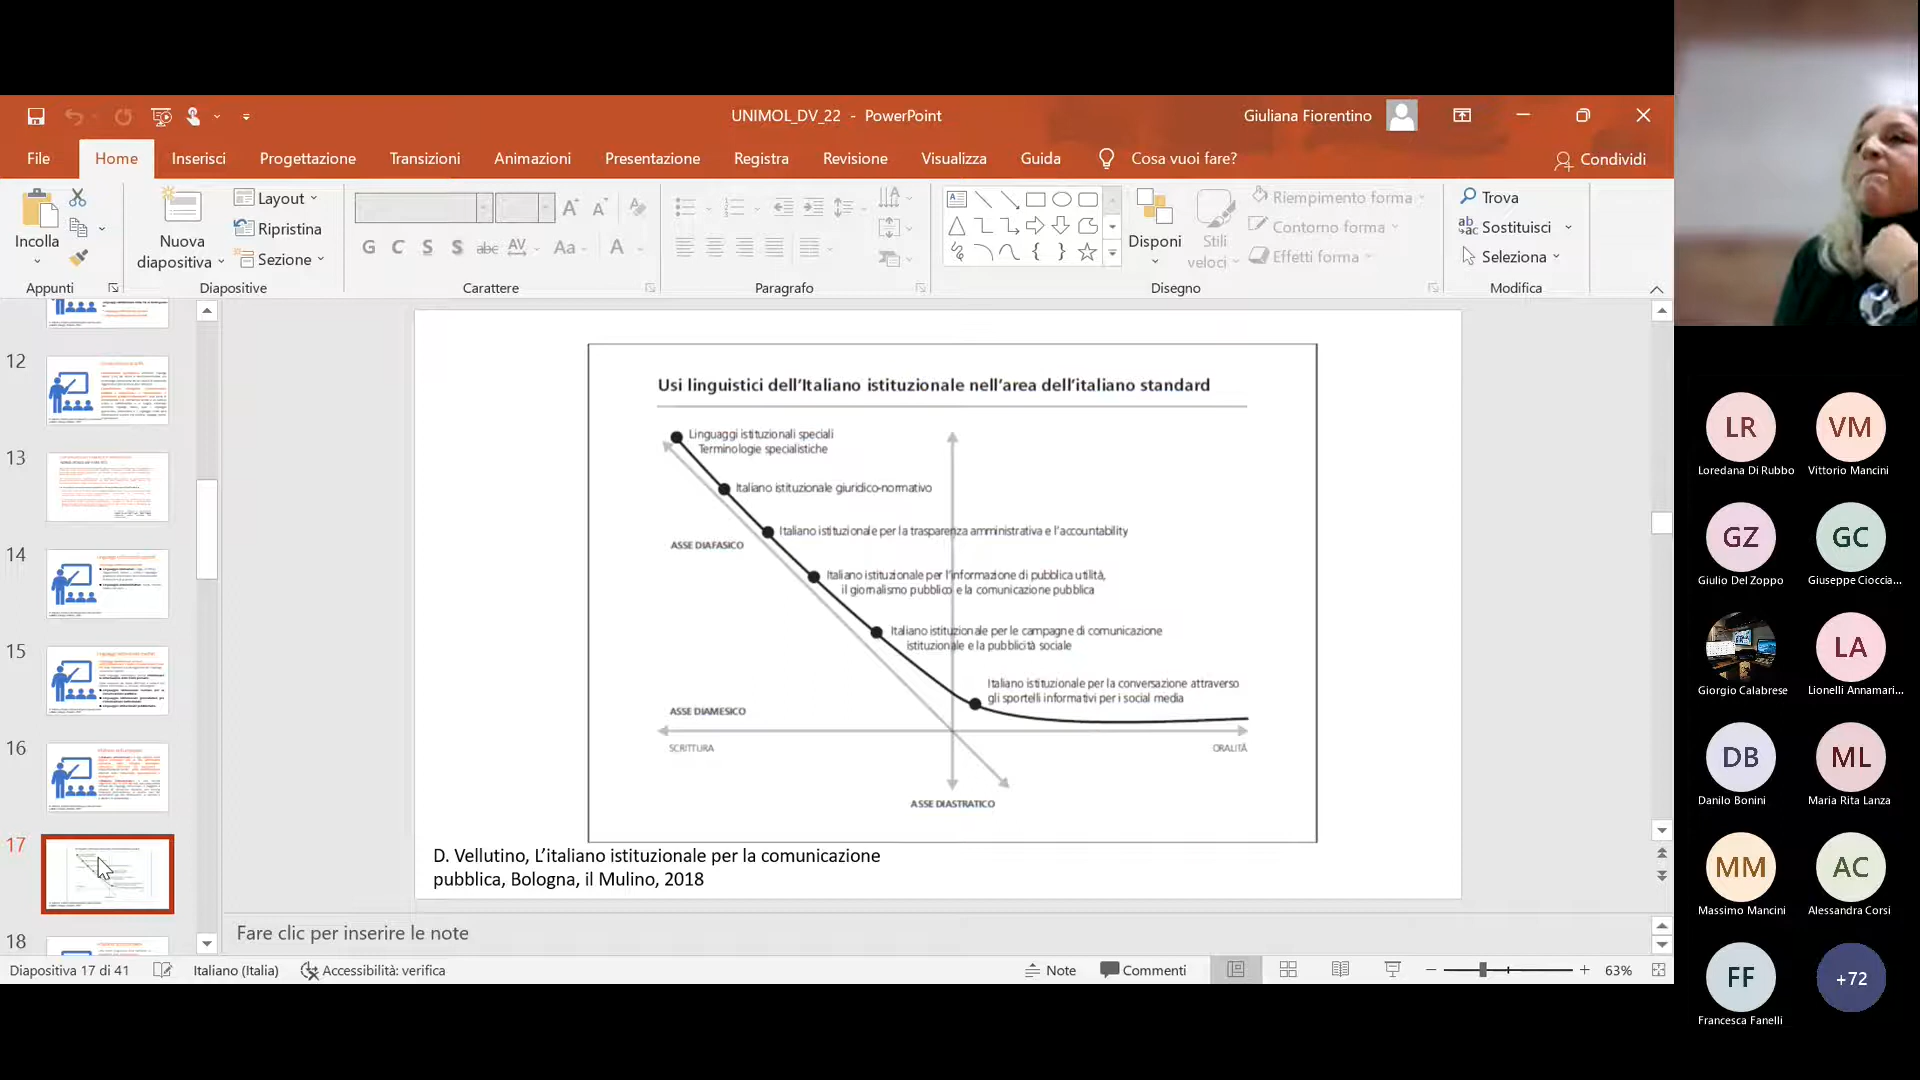 UNIMOL_DV_22 - PowerPoint
Giuliana Fiorentino
File Home Inserisci Progettazione Transizioni Animazioni Presentazione Registra Revisione Visualizza Guida Cosa vuoi fare? Condividi
Incolla
Appunti
Nuova
diapositiva
Layout
Ripristina
Sezione
Diapositive
G C S S abc AV Aa A
Carattere
Paragrafo
Disponi
Stili
veloci
Riempimento forma
Contorno forma
Effetti forma
Disegno
Trova
Sostituisci
Seleziona
Modifica
12
13
14
15
16
17
18
Usi linguistici dell'Italiano istituzionale nell'area dell'italiano standard
Linguaggi istituzionali speciali
Terminologie specialistiche
Italiano istituzionale giuridico-normativo
Italiano istituzionale per la trasparenza amministrativa e l'accountability
ASSE DIAFASICO
Italiano istituzionale per l'informazione di pubblica utilità,
il giornalismo pubblico e la comunicazione pubblica
Italiano istituzionale per le campagne di comunicazione
istituzionale e la pubblicità sociale
Italiano istituzionale per la conversazione attraverso
gli sportelli informativi per i social media
ASSE DIAMESICO
SCRITTURA
ORALITÀ
ASSE DIASTRATICO
D. Vellutino, L'italiano istituzionale per la comunicazione
pubblica, Bologna, il Mulino, 2018
Fare clic per inserire le note
Diapositiva 17 di 41
Italiano (Italia)
Accessibilità: verifica
Note
Commenti
63%
LR
Loredana Di Rubbo
VM
Vittorio Mancini
GZ
Giulio Del Zoppo
GC
Giuseppe Cioccia...
Giorgio Calabrese
LA
Lionelli Annamari...
DB
Danilo Bonini
ML
Maria Rita Lanza
MM
Massimo Mancini
AC
Alessandra Corsi
FF
Francesca Fanelli
+72